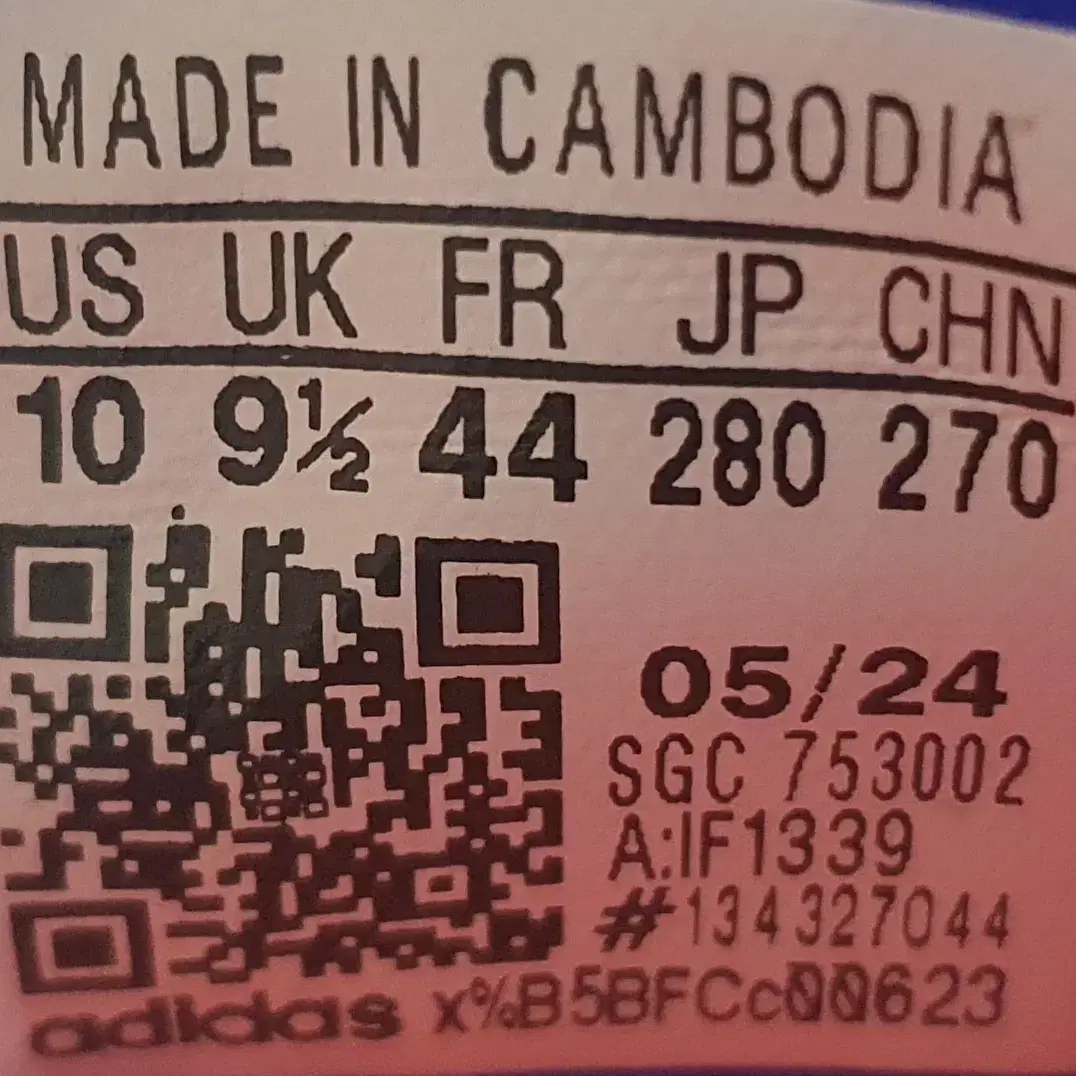 MADE IN CAMBODIA
US UK FR JP CHN
10 9½ 44 280 270
05/24
SGC 753002
A:IF1339
#134327044
adidas x%B5BFCc00623